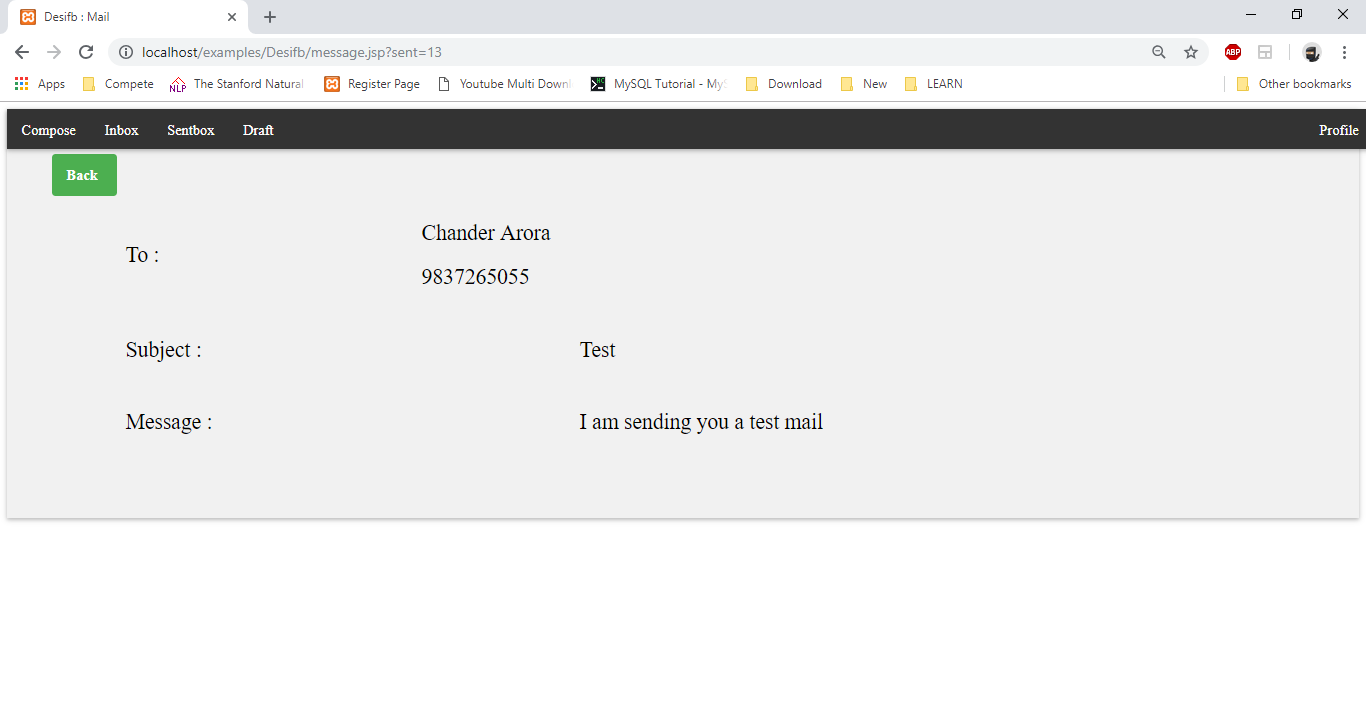 Desifb : Mail
localhost/examples/Desifb/message.jsp?sent=13
ABP
Apps Compete NLP The Stanford Natural Register Page Youtube Multi Downl MySQL Tutorial - MyS Download New LEARN Other bookmarks
Compose Inbox Sentbox Draft Profile
Back
To :
Chander Arora
9837265055
Subject : Test
Message : I am sending you a test mail